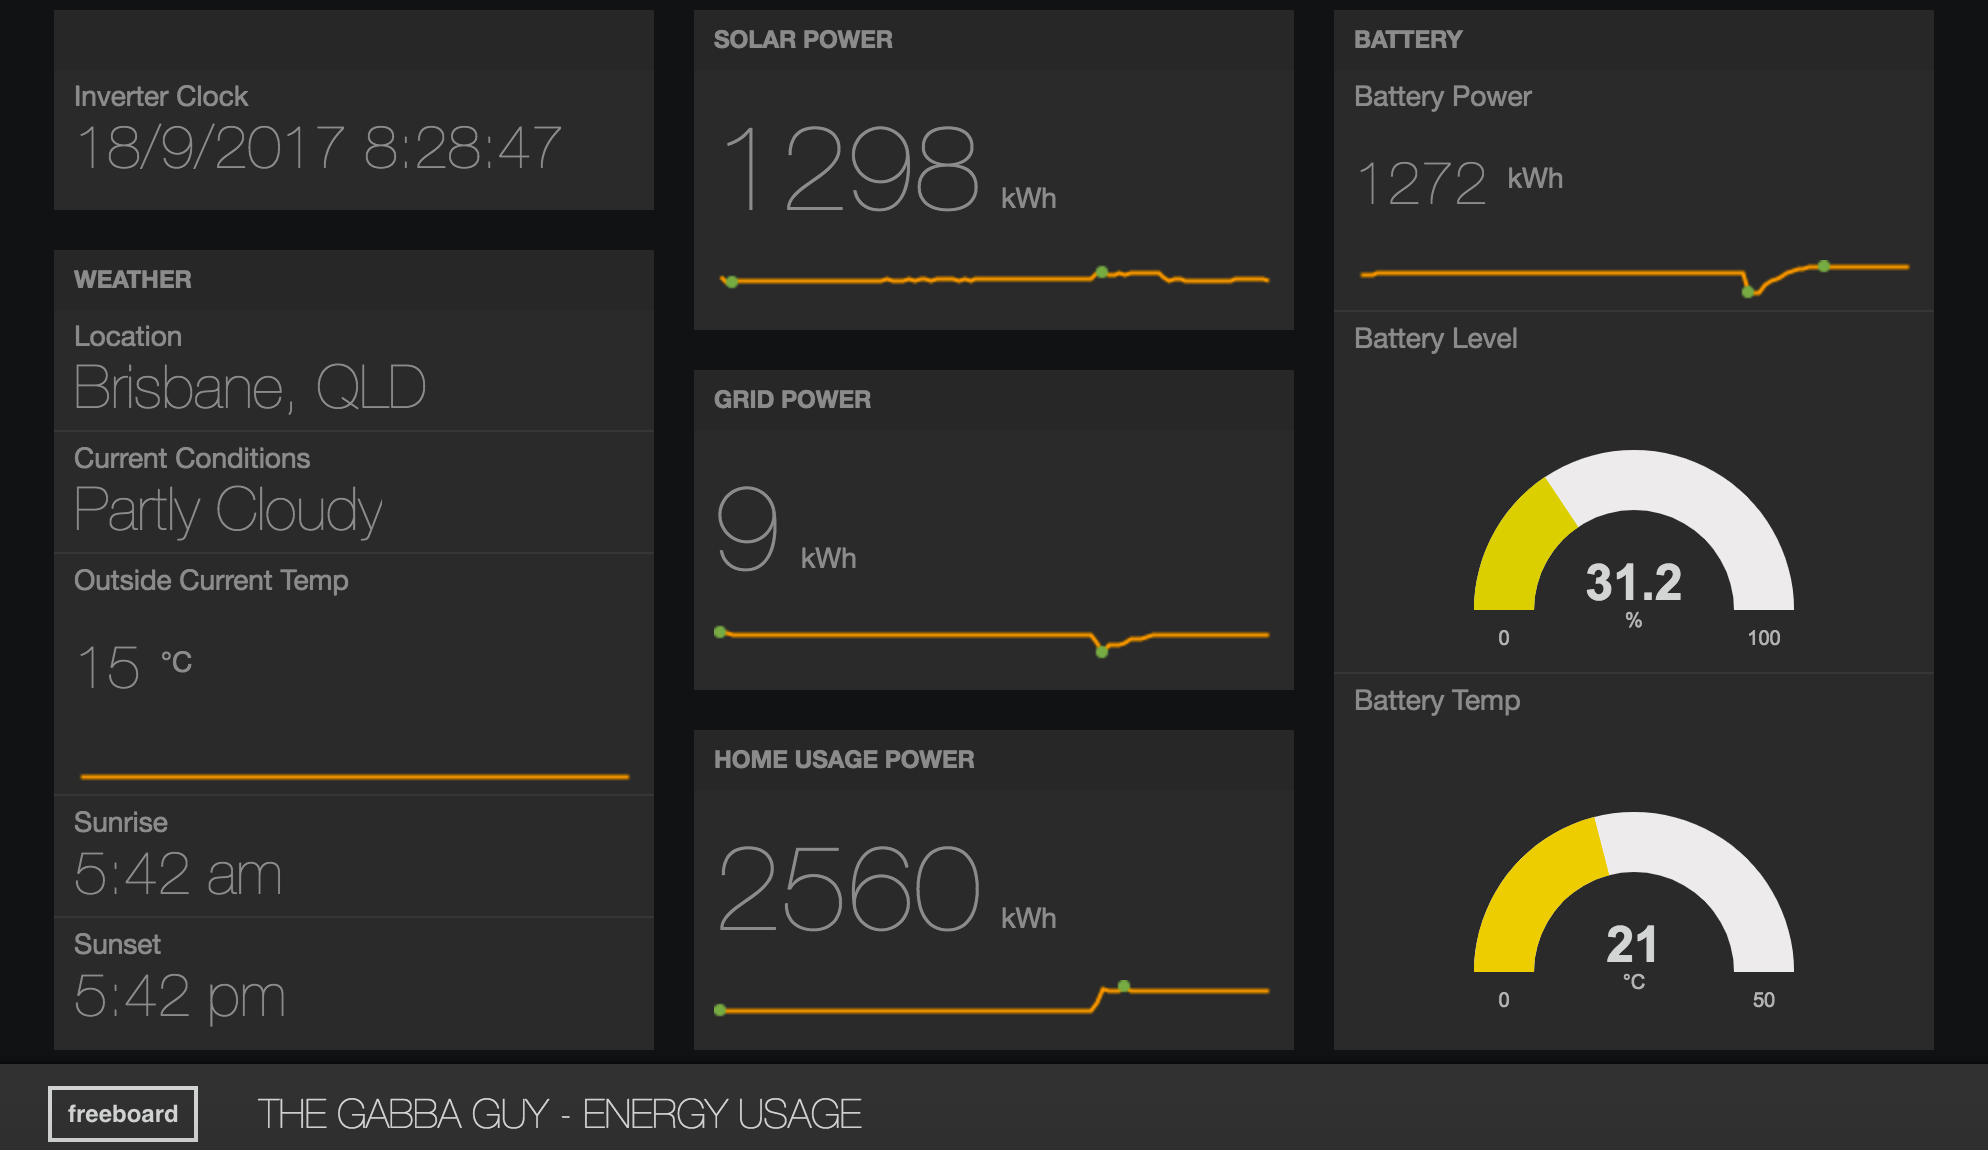 Inverter Clock
18/9/2017 8:28:47
WEATHER
Location
Brisbane, QLD
Current Conditions
Partly Cloudy
Outside Current Temp
15 °C
Sunrise
5:42 am
Sunset
5:42 pm
SOLAR POWER
1298 kWh
GRID POWER
9 kWh
HOME USAGE POWER
2560 kWh
BATTERY
Battery Power
1272 kWh
Battery Level
31.2
%
0 100
Battery Temp
21
°C
0 50
freeboard THE GABBA GUY - ENERGY USAGE